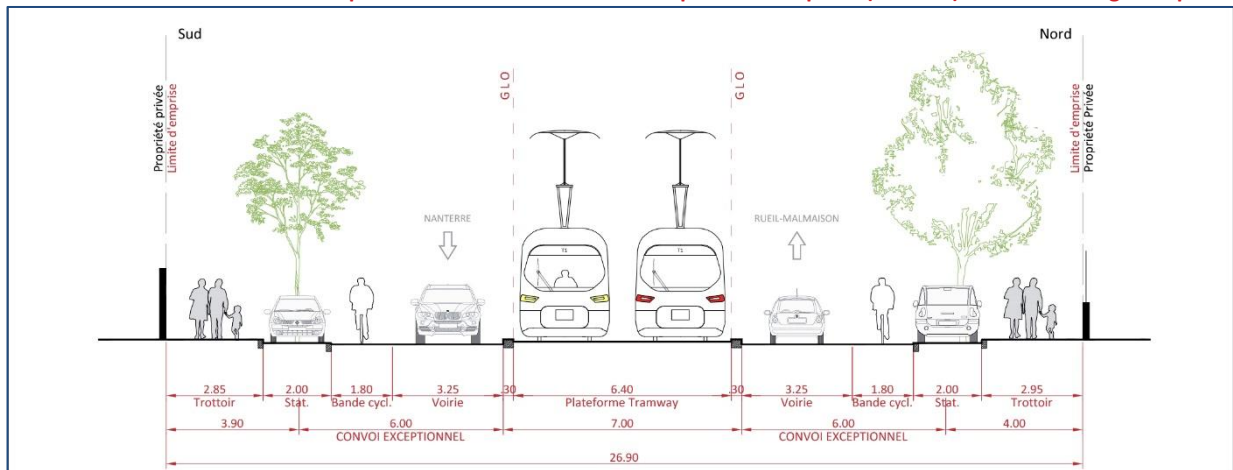 Sud
Nord
Propriété privée
Limite d'emprise
G L O
G L O
Limite d'emprise
Propriété Privée
NANTERRE
RUEIL-MALMAISON
T1
T1
2.85 2.00 1.80 3.25 .30 6.40 .30 3.25 1.80 2.00 2.95
Trottoir Stat. Bande cycl. Voirie Plateforme Tramway Voirie Bande cycl. Stat. Trottoir
3.90 6.00 7.00 6.00 4.00
CONVOI EXCEPTIONNEL CONVOI EXCEPTIONNEL
26.90